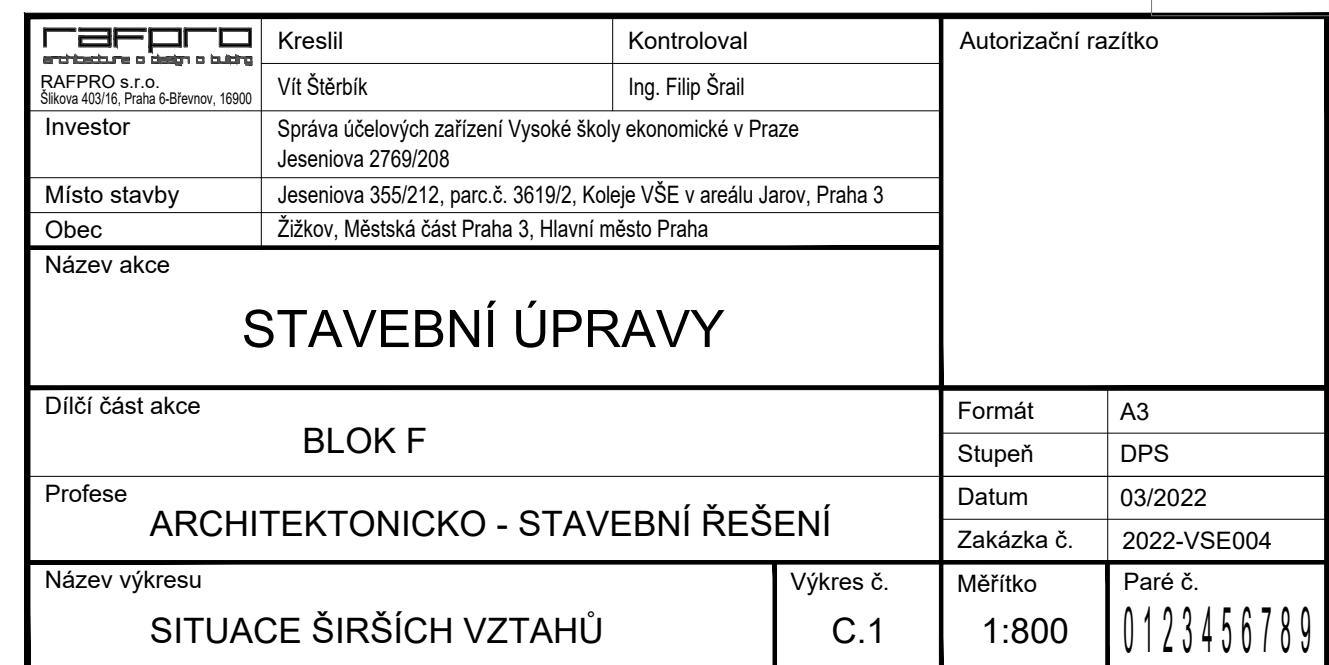 rafpro
architecture o design o building
RAFPRO s.r.o.
Šlikova 403/16, Praha 6-Břevnov, 16900
Kreslil
Kontroloval
Vít Štěrbík
Ing. Filip Šrail
Autorizační razítko
Investor
Správa účelových zařízení Vysoké školy ekonomické v Praze
Jeseniova 2769/208
Místo stavby
Jeseniova 355/212, parc.č. 3619/2, Koleje VŠE v areálu Jarov, Praha 3
Obec
Žižkov, Městská část Praha 3, Hlavní město Praha
Název akce
STAVEBNÍ ÚPRAVY
Dílčí část akce
BLOK F
Formát
A3
Stupeň
DPS
Profese
ARCHITEKTONICKO - STAVEBNÍ ŘEŠENÍ
Datum
03/2022
Zakázka č.
2022-VSE004
Název výkresu
SITUACE ŠIRŠÍCH VZTAHŮ
Výkres č.
C.1
Měřítko
1:800
Paré č.
0123456789